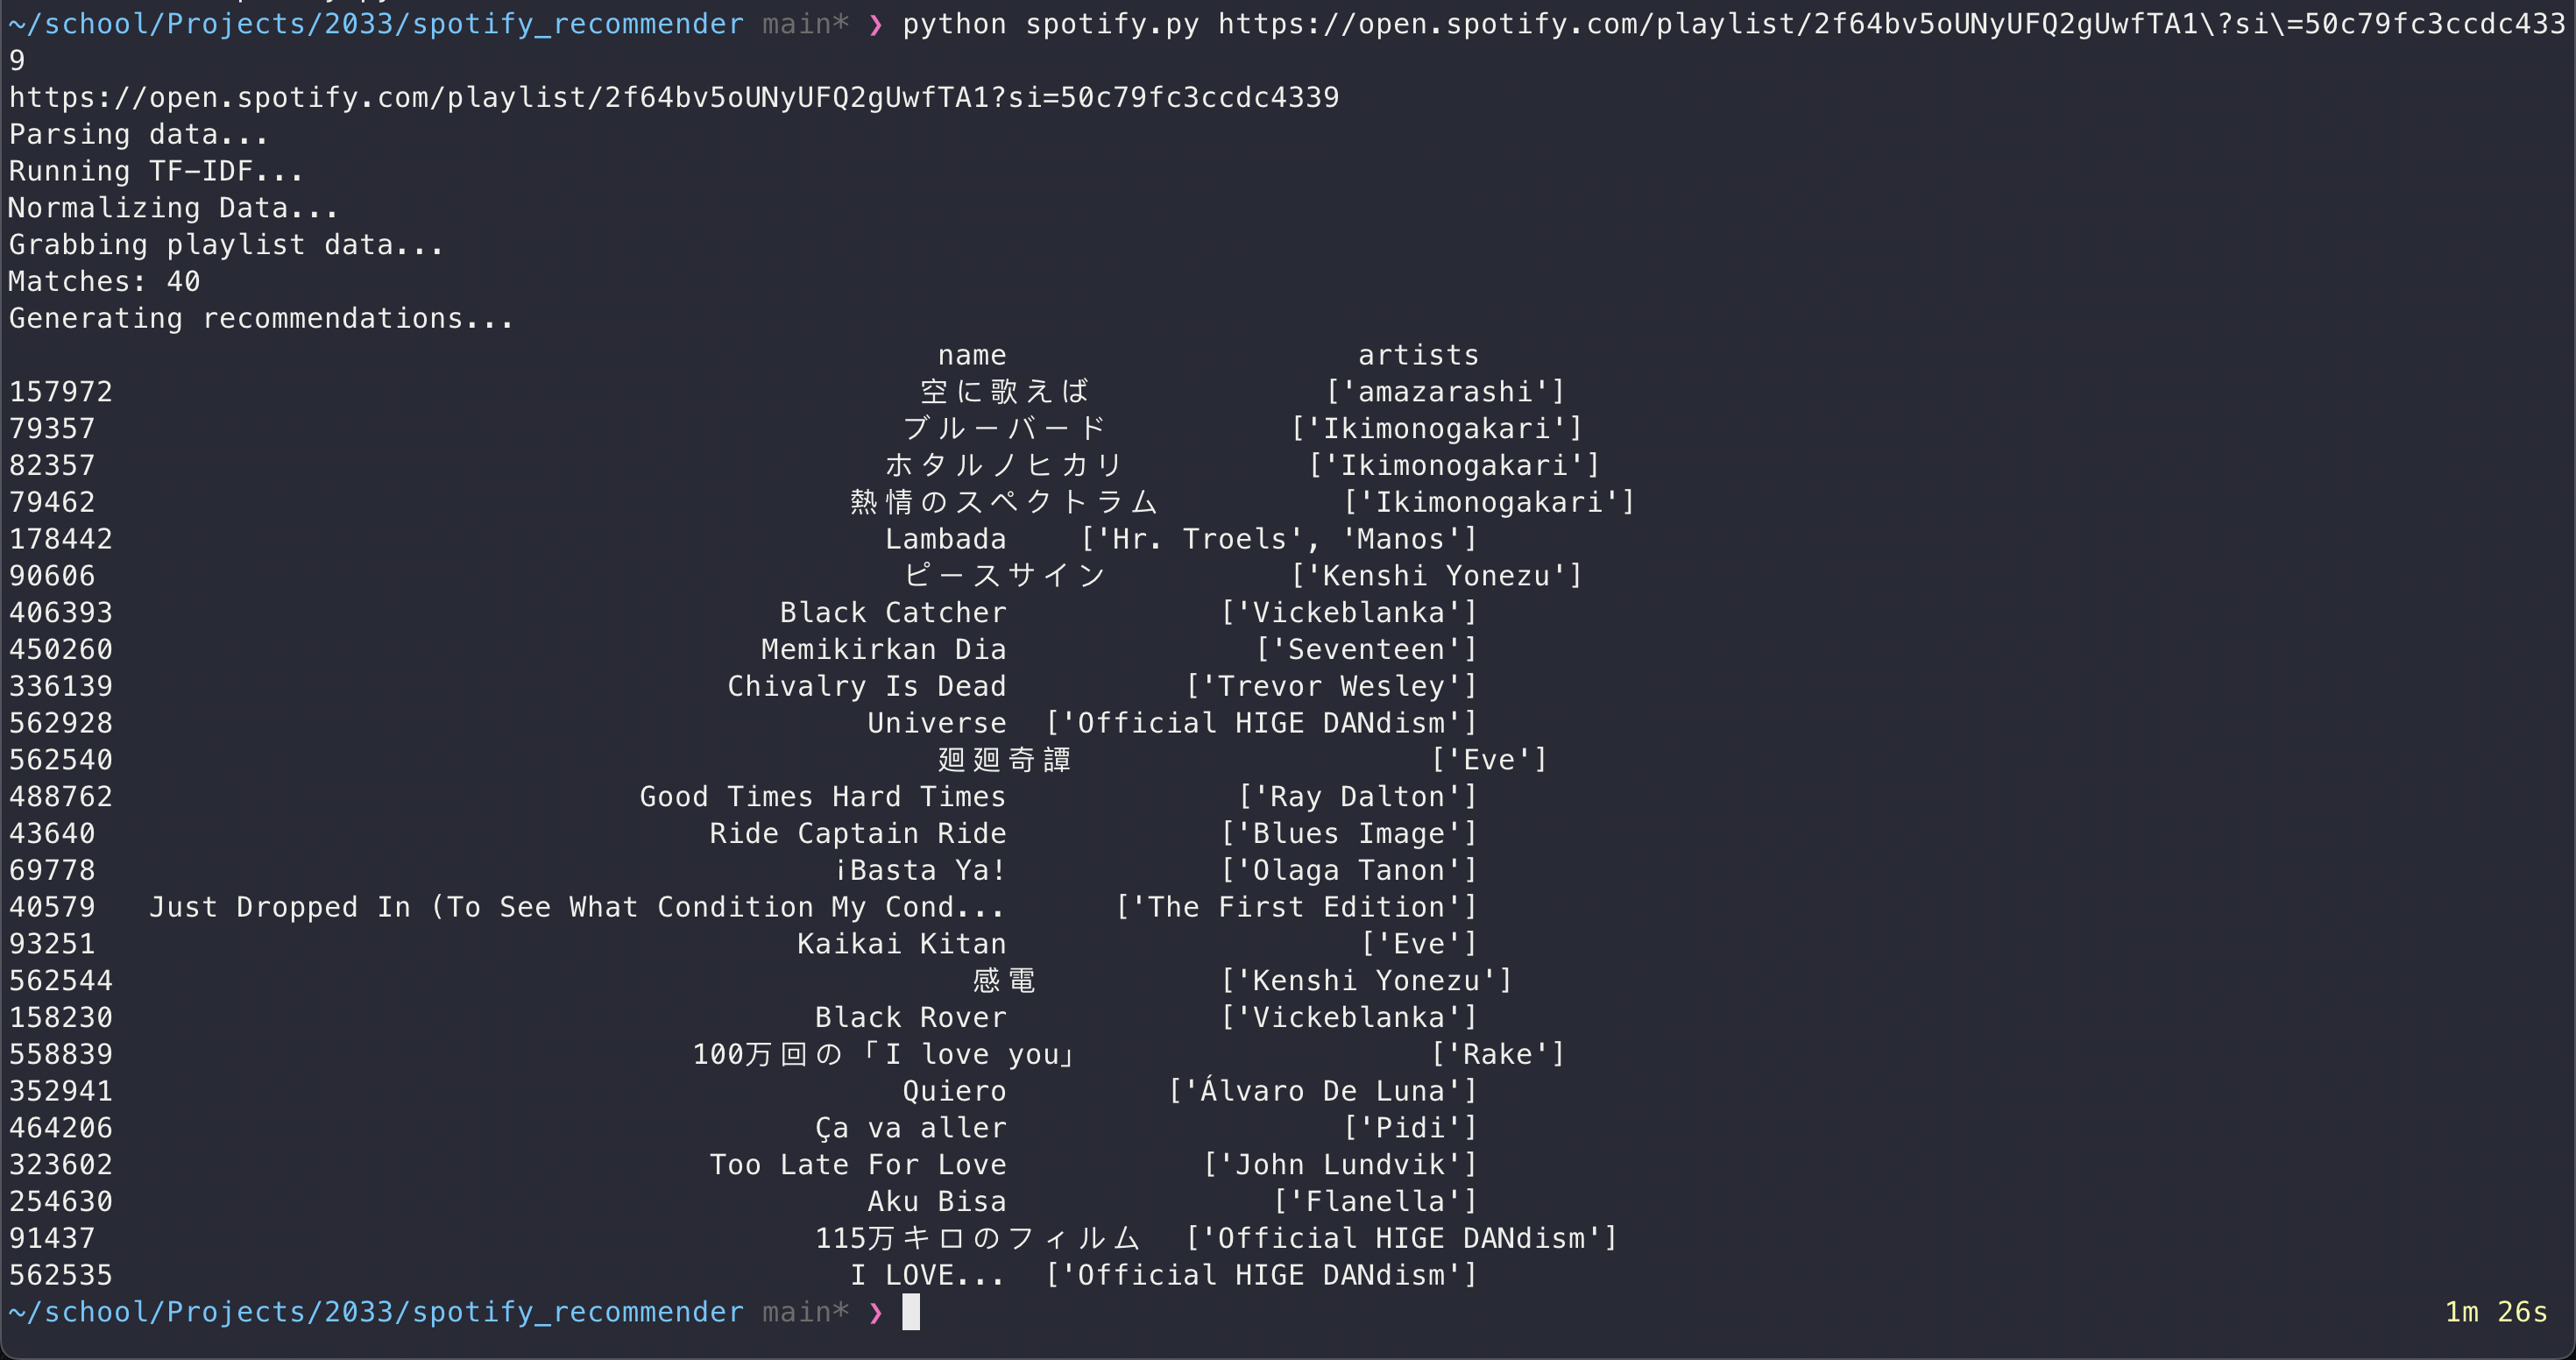 ~/school/Projects/2033/spotify_recommender main* ❯ python spotify.py https://open.spotify.com/playlist/2f64bv5oUNyUFQ2gUwfTA1\?si\=50c79fc3ccdc433
9
https://open.spotify.com/playlist/2f64bv5oUNyUFQ2gUwfTA1?si=50c79fc3ccdc4339
Parsing data...
Running TF-IDF...
Normalizing Data...
Grabbing playlist data...
Matches: 40
Generating recommendations...
name artists
157972 空に歌えば ['amazarashi']
79357 ブルーバード ['Ikimonogakari']
82357 ホタルノヒカリ ['Ikimonogakari']
79462 熱情のスペクトラム ['Ikimonogakari']
178442 Lambada ['Hr. Troels', 'Manos']
90606 ピースサイン ['Kenshi Yonezu']
406393 Black Catcher ['Vickeblanka']
450260 Memikirkan Dia ['Seventeen']
336139 Chivalry Is Dead ['Trevor Wesley']
562928 Universe ['Official HIGE DANdism']
562540 廻廻奇譚 ['Eve']
488762 Good Times Hard Times ['Ray Dalton']
43640 Ride Captain Ride ['Blues Image']
69778 ¡Basta Ya! ['Olaga Tanon']
40579 Just Dropped In (To See What Condition My Cond... ['The First Edition']
93251 Kaikai Kitan ['Eve']
562544 感電 ['Kenshi Yonezu']
158230 Black Rover ['Vickeblanka']
558839 100万回の「I love you」 ['Rake']
352941 Quiero ['Álvaro De Luna']
464206 Ça va aller ['Pidi']
323602 Too Late For Love ['John Lundvik']
254630 Aku Bisa ['Flanella']
91437 115万キロのフィルム ['Official HIGE DANdism']
562535 I LOVE... ['Official HIGE DANdism']
~/school/Projects/2033/spotify_recommender main* ❯ 1m 26s